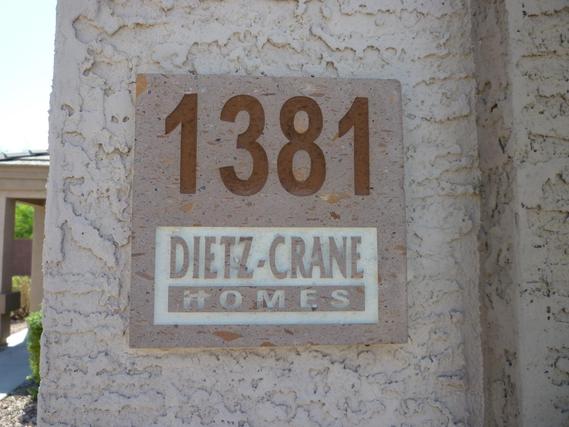 1381
DIETZ-CRANE
HOMES